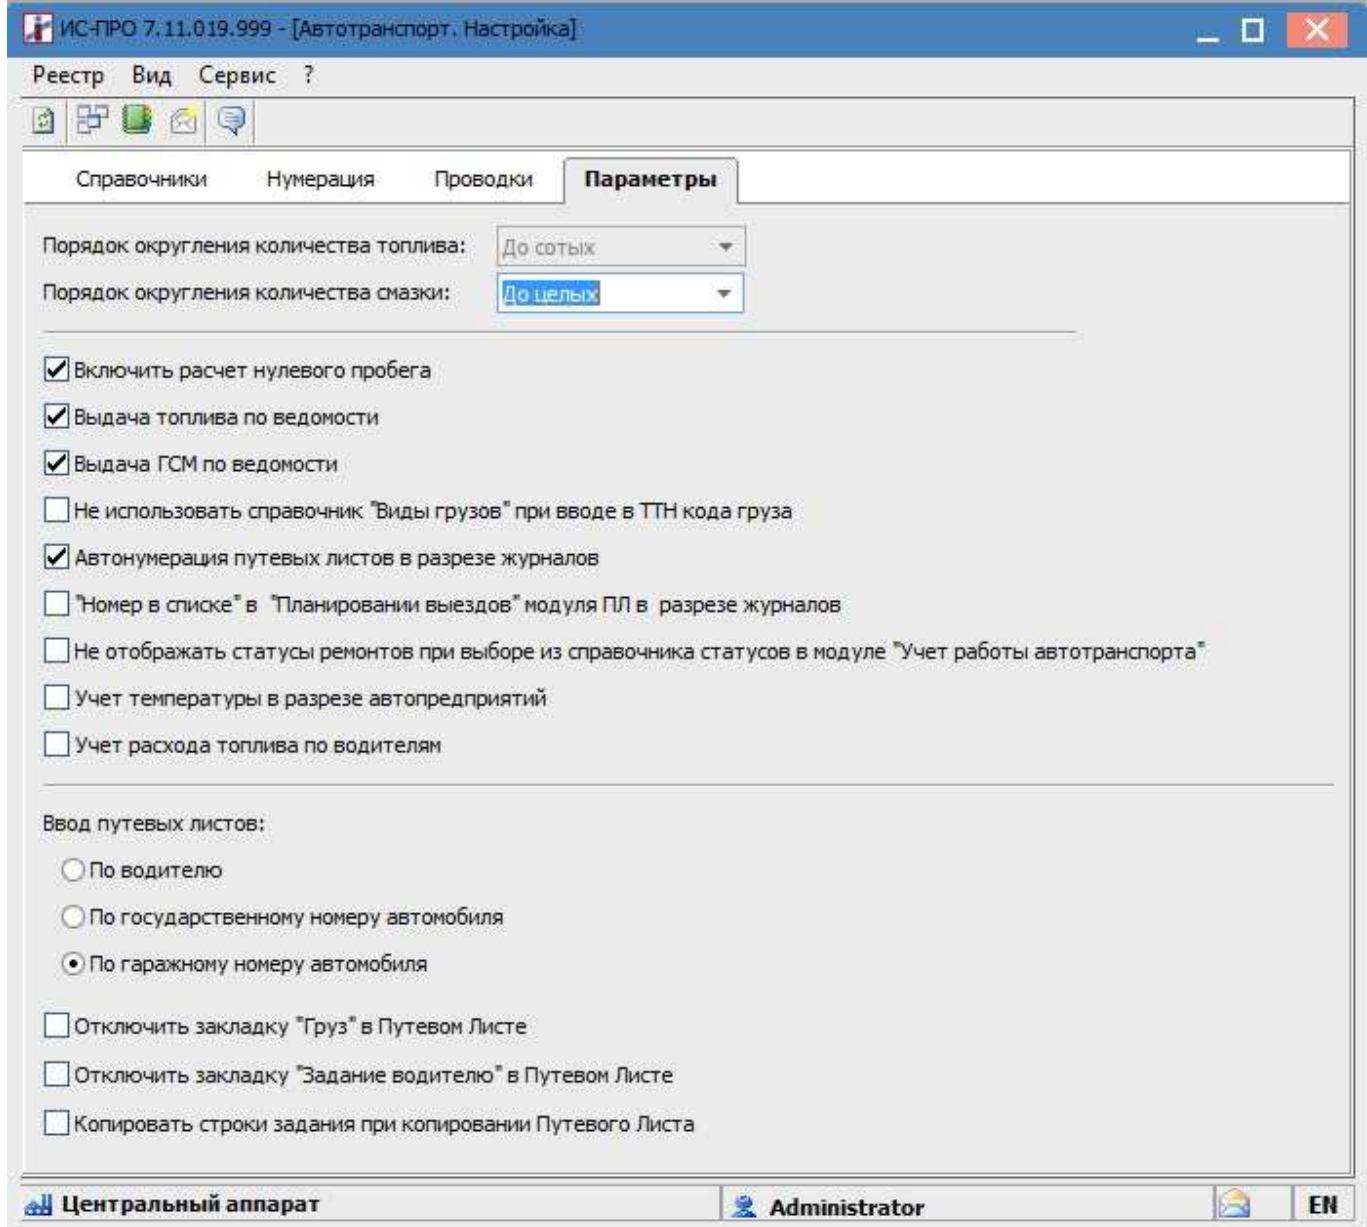 ИС-ПРО 7.11.019.999 - [Автотранспорт. Настройка]
Реестр Вид Сервис ?
Справочники Нумерация Проводки Параметры
Порядок округления количества топлива: До сотых
Порядок округления количества смазки: До целых
Включить расчет нулевого пробега
Выдача топлива по ведомости
Выдача ГСМ по ведомости
Не использовать справочник "Виды грузов" при вводе в ТТН кода груза
Автонумерация путевых листов в разрезе журналов
"Номер в списке" в "Планировании выездов" модуля ПЛ в разрезе журналов
Не отображать статусы ремонтов при выборе из справочника статусов в модуле "Учет работы автотранспорта"
Учет температуры в разрезе автопредприятий
Учет расхода топлива по водителям
Ввод путевых листов:
По водителю
По государственному номеру автомобиля
По гаражному номеру автомобиля
Отключить закладку "Груз" в Путевом Листе
Отключить закладку "Задание водителю" в Путевом Листе
Копировать строки задания при копировании Путевого Листа
Центральный аппарат Administrator EN